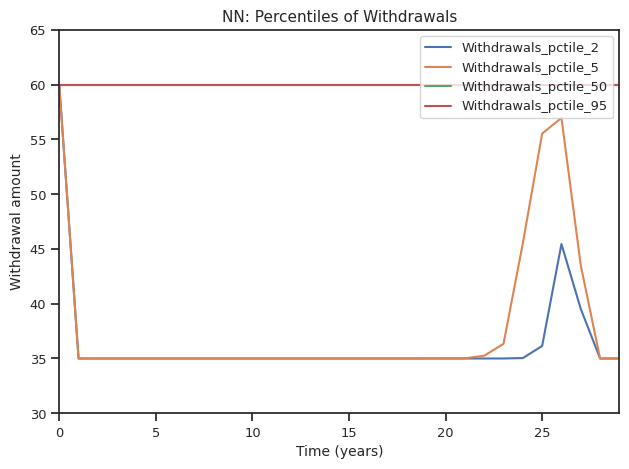 NN: Percentiles of Withdrawals
65
60
55
50
45
40
35
30
Withdrawal amount
Withdrawals_pctile_2
Withdrawals_pctile_5
Withdrawals_pctile_50
Withdrawals_pctile_95
0 5 10 15 20 25
Time (years)